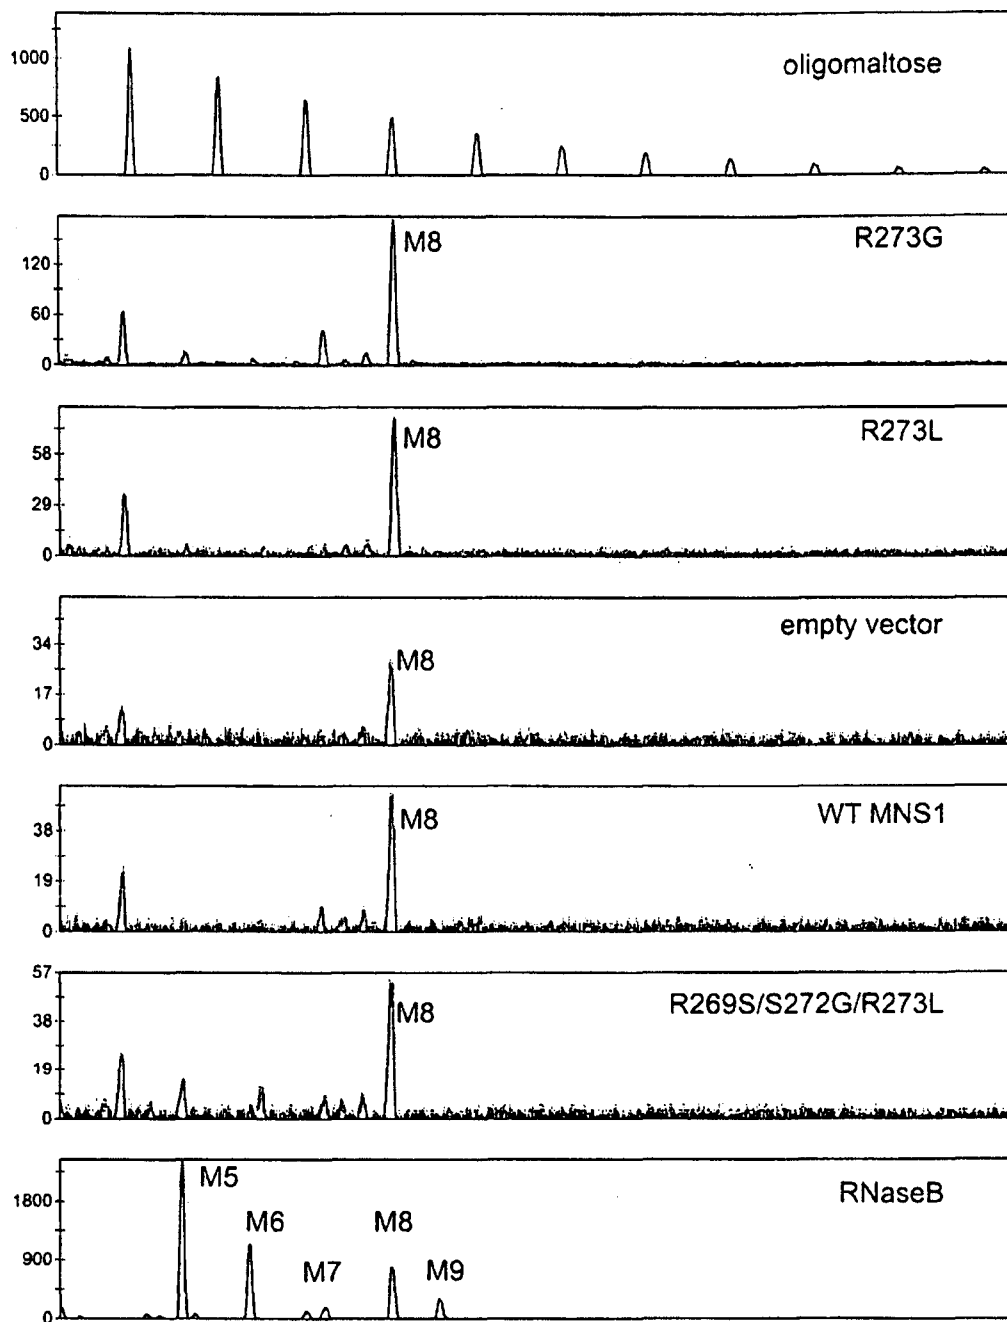 oligomaltose
1000
500
0
R273G
M8
120
60
0
R273L
M8
58
29
0
empty vector
M8
34
17
0
WT MNS1
M8
38
19
0
R269S/S272G/R273L
M8
57
38
19
0
RNaseB
M5
M6
M7
M8
M9
1800
900
0